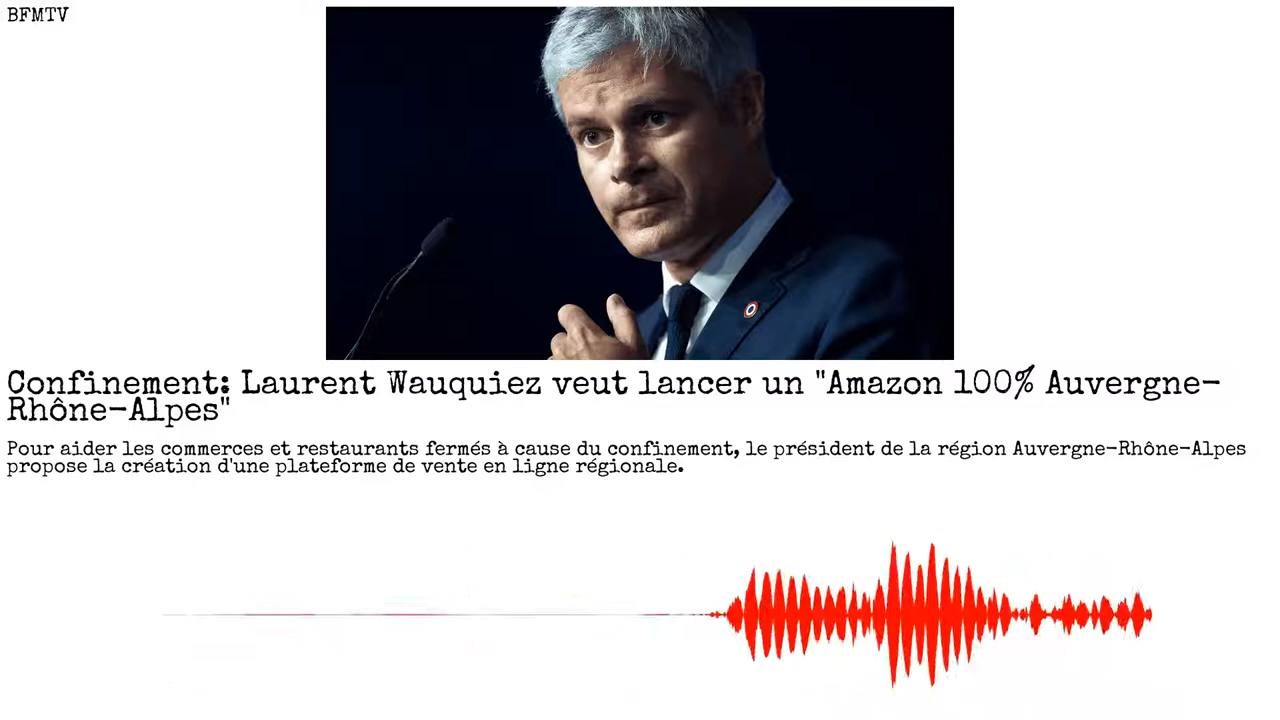 BFMTV
Confinement: Laurent Wauquiez veut lancer un "Amazon 100% Auvergne-
Rhône-Alpes"
Pour aider les commerces et restaurants fermés à cause du confinement, le président de la région Auvergne-Rhône-Alpes
propose la création d'une plateforme de vente en ligne régionale.